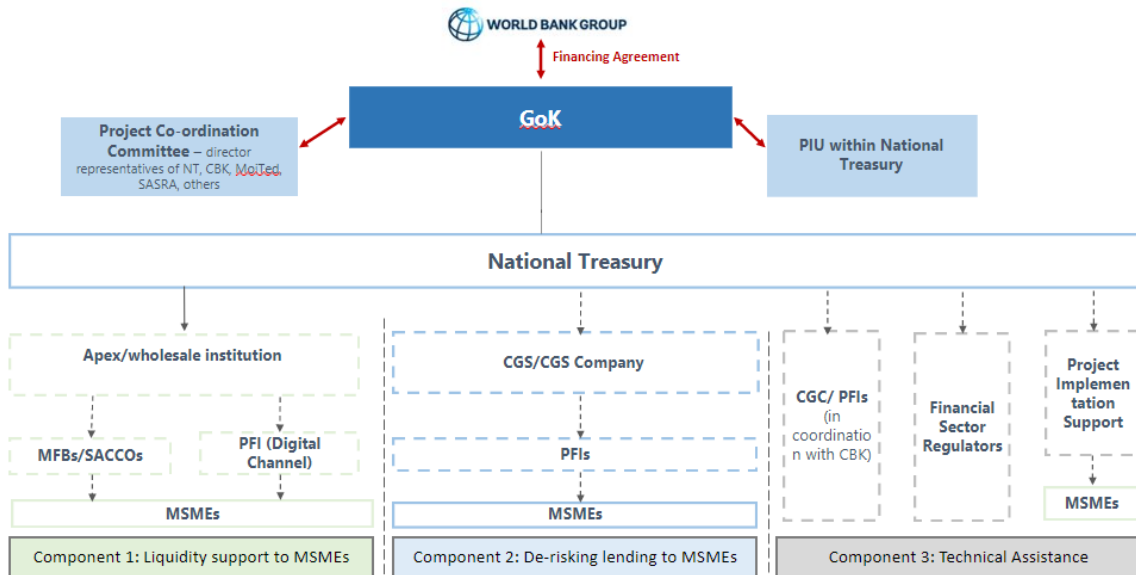 WORLD BANK GROUP
Financing Agreement
GoK
Project Co-ordination
Committee – director
representatives of NT, CBK, MoiTed,
SASRA, others
PIU within National
Treasury
National Treasury
Apex/wholesale institution
MFBs/SACCOs
PFI (Digital
Channel)
MSMEs
Component 1: Liquidity support to MSMEs
CGS/CGS Company
PFIs
MSMEs
Component 2: De-risking lending to MSMEs
CGC/ PFIs
(in
coordinatio
n with CBK)
Financial
Sector
Regulators
Project
Implemen
tation
Support
MSMEs
Component 3: Technical Assistance